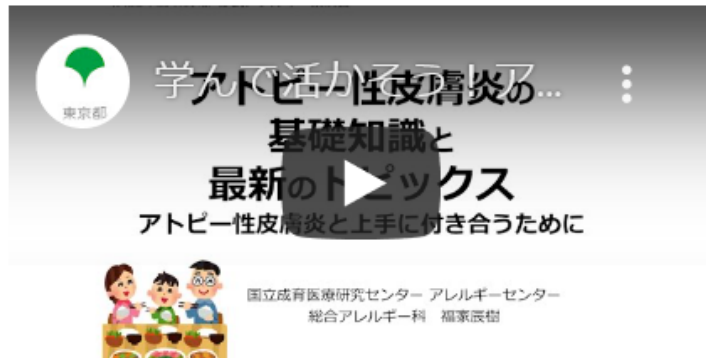 東京都
学んで活かそう！ア...
アトピー性皮膚炎の
基礎知識と
最新のトピックス
アトピー性皮膚炎と上手に付き合うために
国立成育医療研究センター アレルギーセンター
総合アレルギー科 福家辰樹